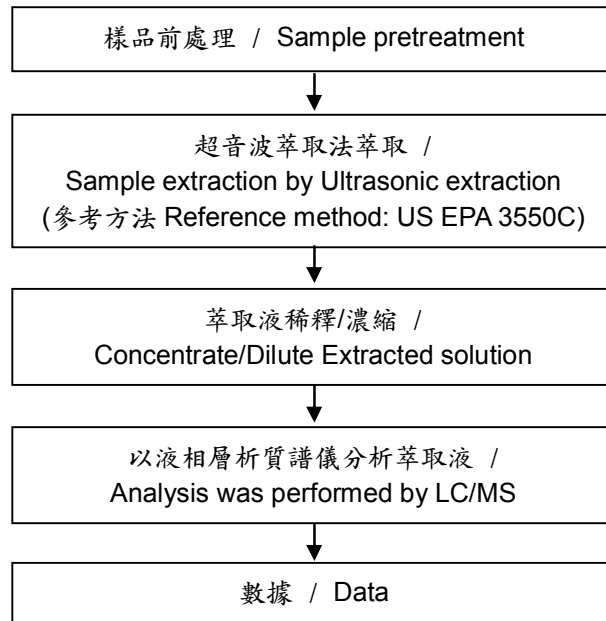 樣品前處理 / Sample pretreatment
超音波萃取法萃取 /
Sample extraction by Ultrasonic extraction
(參考方法 Reference method: US EPA 3550C)
萃取液稀釋/濃縮 /
Concentrate/Dilute Extracted solution
以液相層析質譜儀分析萃取液 /
Analysis was performed by LC/MS
數據 / Data